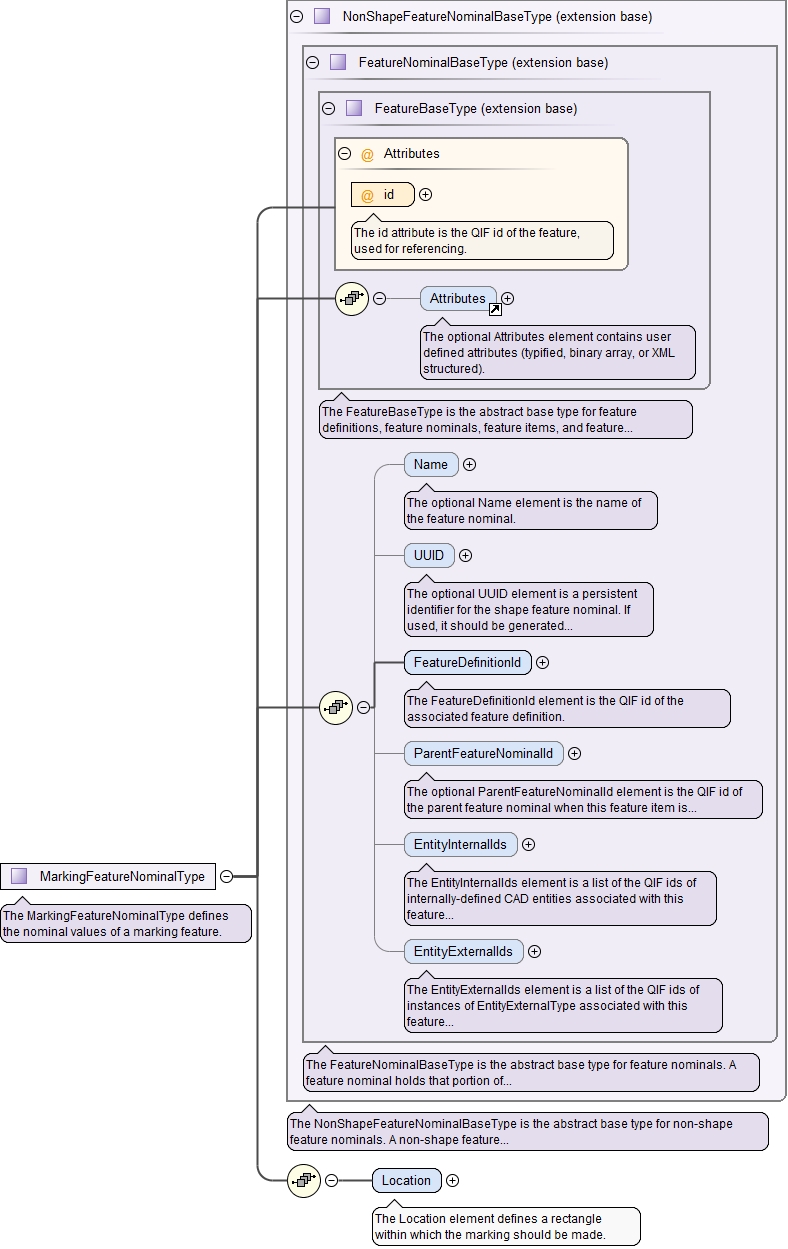 NonShapeFeatureNominalBaseType (extension base)
FeatureNominalBaseType (extension base)
FeatureBaseType (extension base)
@ Attributes
@ id
The id attribute is the QIF id of the feature,
used for referencing.
Attributes
The optional Attributes element contains user
defined attributes (typified, binary array, or XML
structured).
The FeatureBaseType is the abstract base type for feature
definitions, feature nominals, feature items, and feature...
Name
The optional Name element is the name of
the feature nominal.
UUID
The optional UUID element is a persistent
identifier for the shape feature nominal. If
used, it should be generated...
FeatureDefinitionId
The FeatureDefinitionId element is the QIF id of the
associated feature definition.
ParentFeatureNominalId
The optional ParentFeatureNominalId element is the QIF id of
the parent feature nominal when this feature item is...
EntityInternalIds
The EntityInternalIds element is a list of the QIF ids of
internally-defined CAD entities associated with this
feature...
MarkingFeatureNominalType
The MarkingFeatureNominalType defines
the nominal values of a marking feature.
EntityExternalIds
The EntityExternalIds element is a list of the QIF ids of
instances of EntityExternalType associated with this
feature...
The FeatureNominalBaseType is the abstract base type for feature nominals. A
feature nominal holds that portion of...
The NonShapeFeatureNominalBaseType is the abstract base type for non-shape
feature nominals. A non-shape feature...
Location
The Location element defines a rectangle
within which the marking should be made.